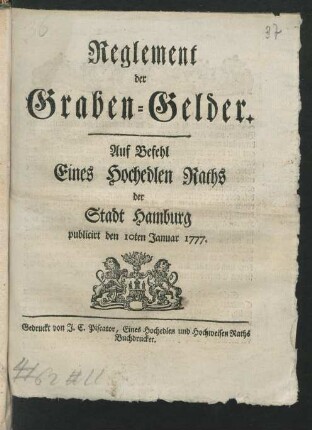 37
Reglement
der
Graben-Gelder.
Auf Befehl
Eines Hochedlen Raths
der
Stadt Hamburg
publicirt den 10ten Januar 1777.
Gedruckt von J. C. Piscator, Eines Hochedlen und Hochweisen Raths
Buchdrucker.